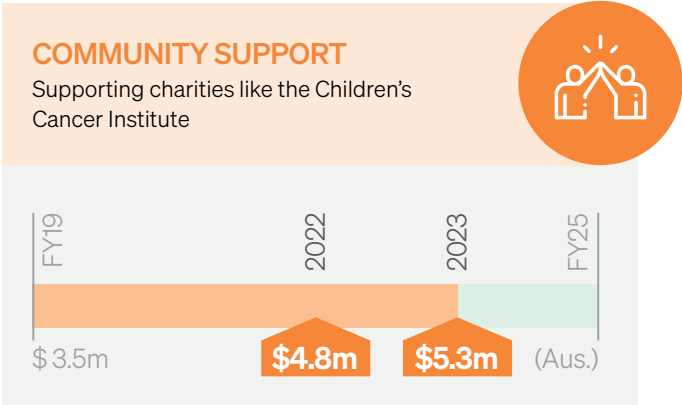 COMMUNITY SUPPORT
Supporting charities like the Children’s
Cancer Institute
FY19
2022
2023
FY25
$ 3.5m
$4.8m
$5.3m
(Aus.)